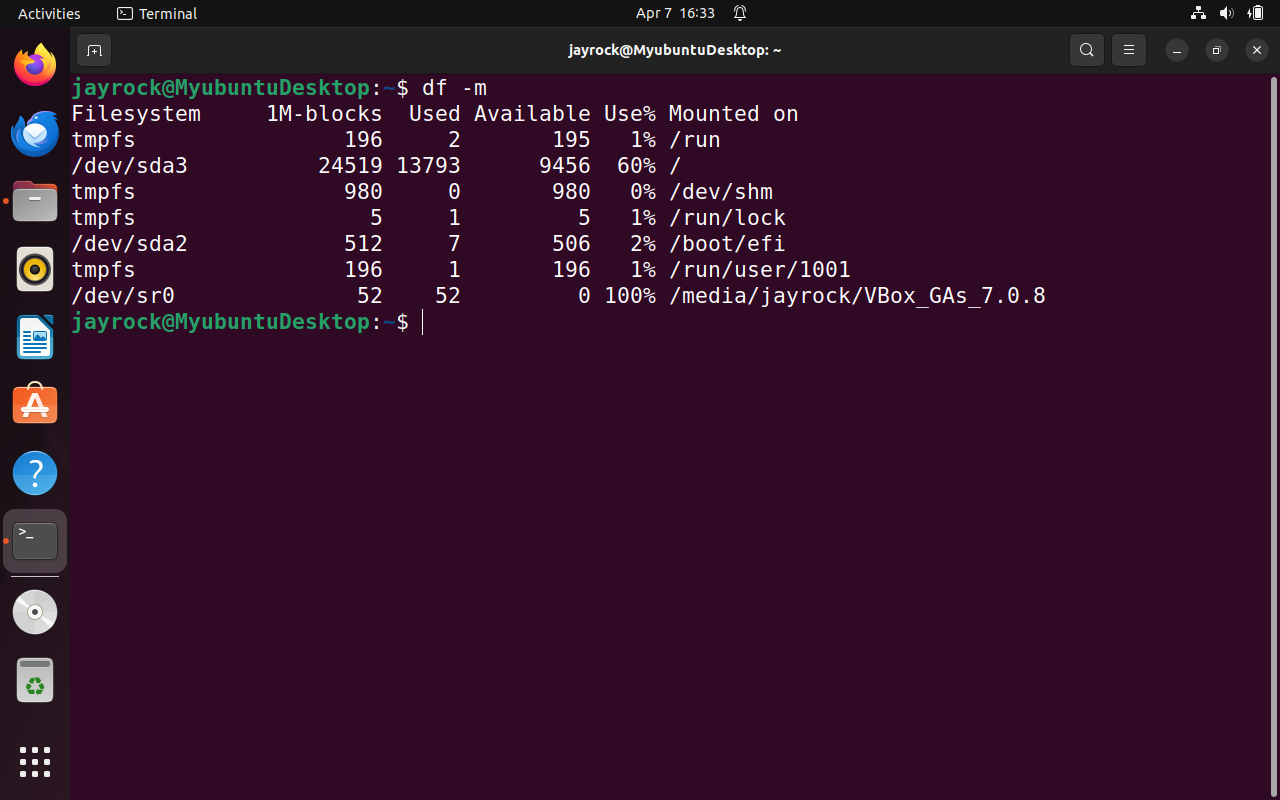 Activities Terminal Apr 7 16:33
jayrock@MyubuntuDesktop: ~
jayrock@MyubuntuDesktop:~$ df -m
Filesystem     1M-blocks  Used Available Use% Mounted on
tmpfs                196     2       195   1% /run
/dev/sda3          24519 13793      9456  60% /
tmpfs                980     0       980   0% /dev/shm
tmpfs                  5     1         5   1% /run/lock
/dev/sda2            512     7       506   2% /boot/efi
tmpfs                196     1       196   1% /run/user/1001
/dev/sr0              52    52         0 100% /media/jayrock/VBox_GAs_7.0.8
jayrock@MyubuntuDesktop:~$